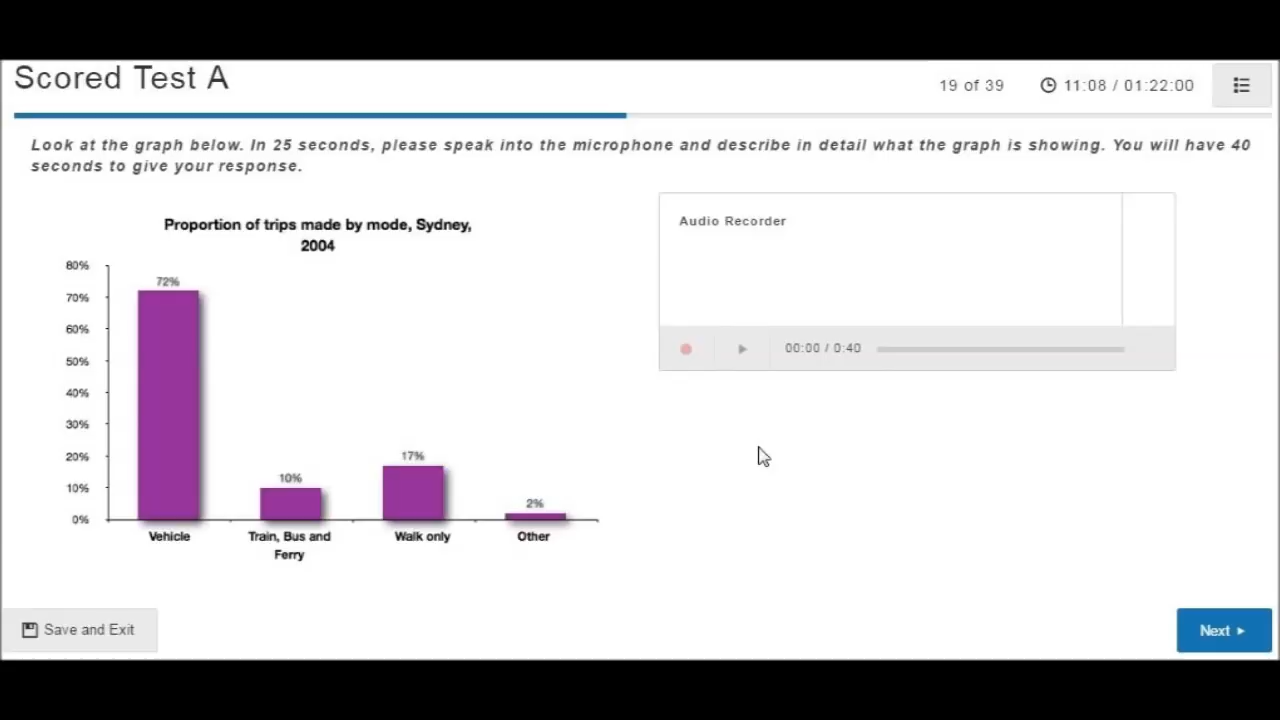 Scored Test A
19 of 39
11:08 / 01:22:00
Look at the graph below. In 25 seconds, please speak into the microphone and describe in detail what the graph is showing. You will have 40
seconds to give your response.
Proportion of trips made by mode, Sydney,
2004
80%
70%
60%
50%
40%
30%
20%
10%
0%
72%
10%
17%
2%
Vehicle
Train, Bus and
Ferry
Walk only
Other
Audio Recorder
00:00 / 0:40
Save and Exit
Next